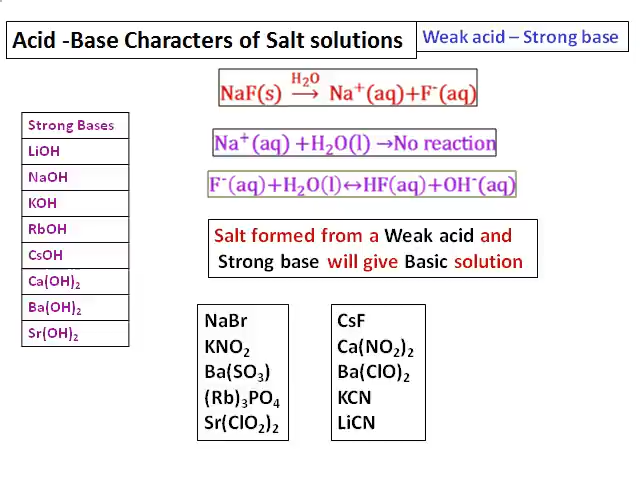 Acid -Base Characters of Salt solutions
Weak acid – Strong base
NaF(s) H₂O → Na⁺(aq)+F⁻(aq)
Na⁺(aq) +H₂O(l) →No reaction
F⁻(aq)+H₂O(l)↔HF(aq)+OH⁻(aq)
Strong Bases
LiOH
NaOH
KOH
RbOH
CsOH
Ca(OH)₂
Ba(OH)₂
Sr(OH)₂
Salt formed from a Weak acid and
Strong base will give Basic solution
NaBr
KNO₂
Ba(SO₃)
(Rb)₃PO₄
Sr(ClO₂)₂
CsF
Ca(NO₂)₂
Ba(ClO)₂
KCN
LiCN